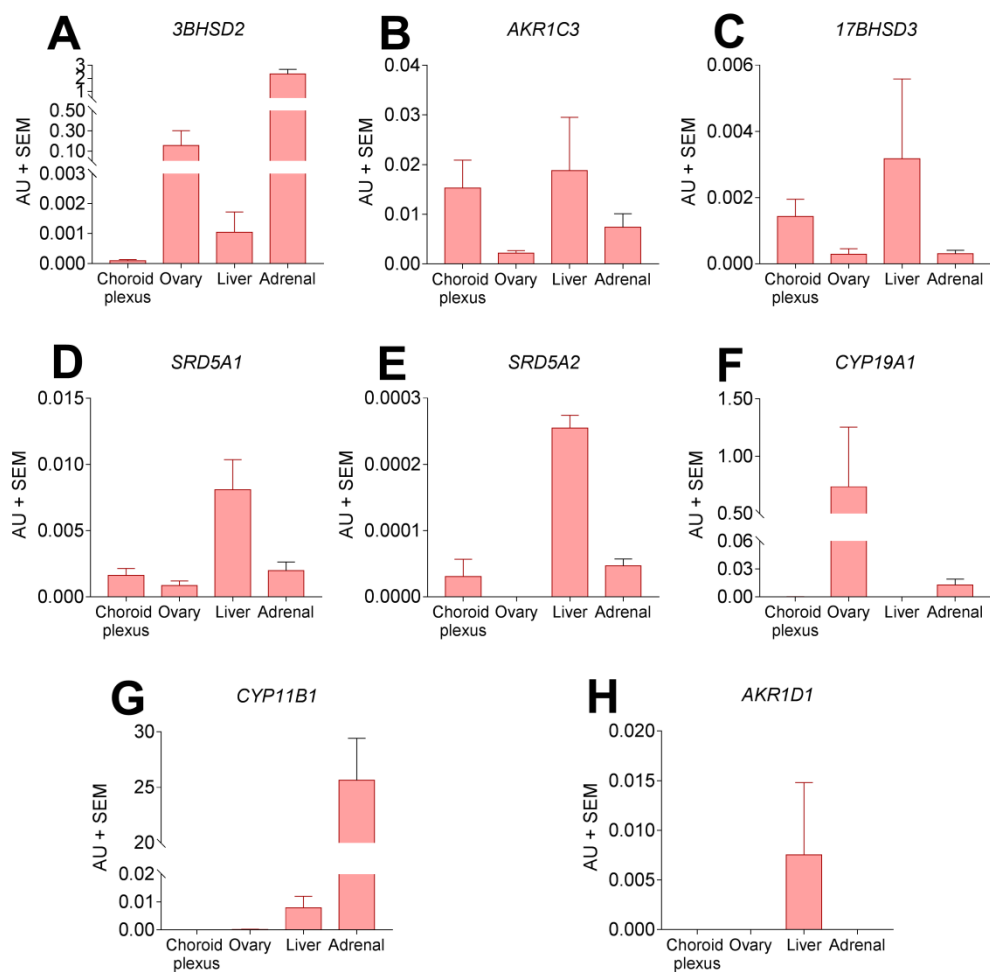 A
3BHSD2
AU + SEM
3
2
1
0.50
0.30
0.10
0.003
0.002
0.001
0.000
Choroid plexus
Ovary
Liver
Adrenal
B
AKR1C3
AU + SEM
0.04
0.03
0.02
0.01
0.00
Choroid plexus
Ovary
Liver
Adrenal
C
17BHSD3
AU + SEM
0.006
0.004
0.002
0.000
Choroid plexus
Ovary
Liver
Adrenal
D
SRD5A1
AU + SEM
0.015
0.010
0.005
0.000
Choroid plexus
Ovary
Liver
Adrenal
E
SRD5A2
AU + SEM
0.0003
0.0002
0.0001
0.0000
Choroid plexus
Ovary
Liver
Adrenal
F
CYP19A1
AU + SEM
1.50
1.00
0.50
0.06
0.03
0.00
Choroid plexus
Ovary
Liver
Adrenal
G
CYP11B1
AU + SEM
30
25
20
0.02
0.01
0.00
Choroid plexus
Ovary
Liver
Adrenal
H
AKR1D1
AU + SEM
0.020
0.015
0.010
0.005
0.000
Choroid plexus
Ovary
Liver
Adrenal